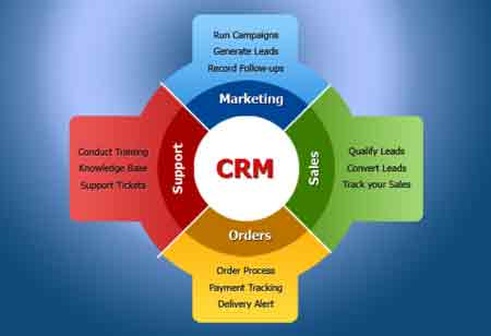 Run Campaigns
Generate Leads
Record Follow-ups
Marketing
Conduct Training
Knowledge Base
Support Tickets
Support
CRM
Sales
Qualify Leads
Convert Leads
Track your Sales
Orders
Order Process
Payment Tracking
Delivery Alert